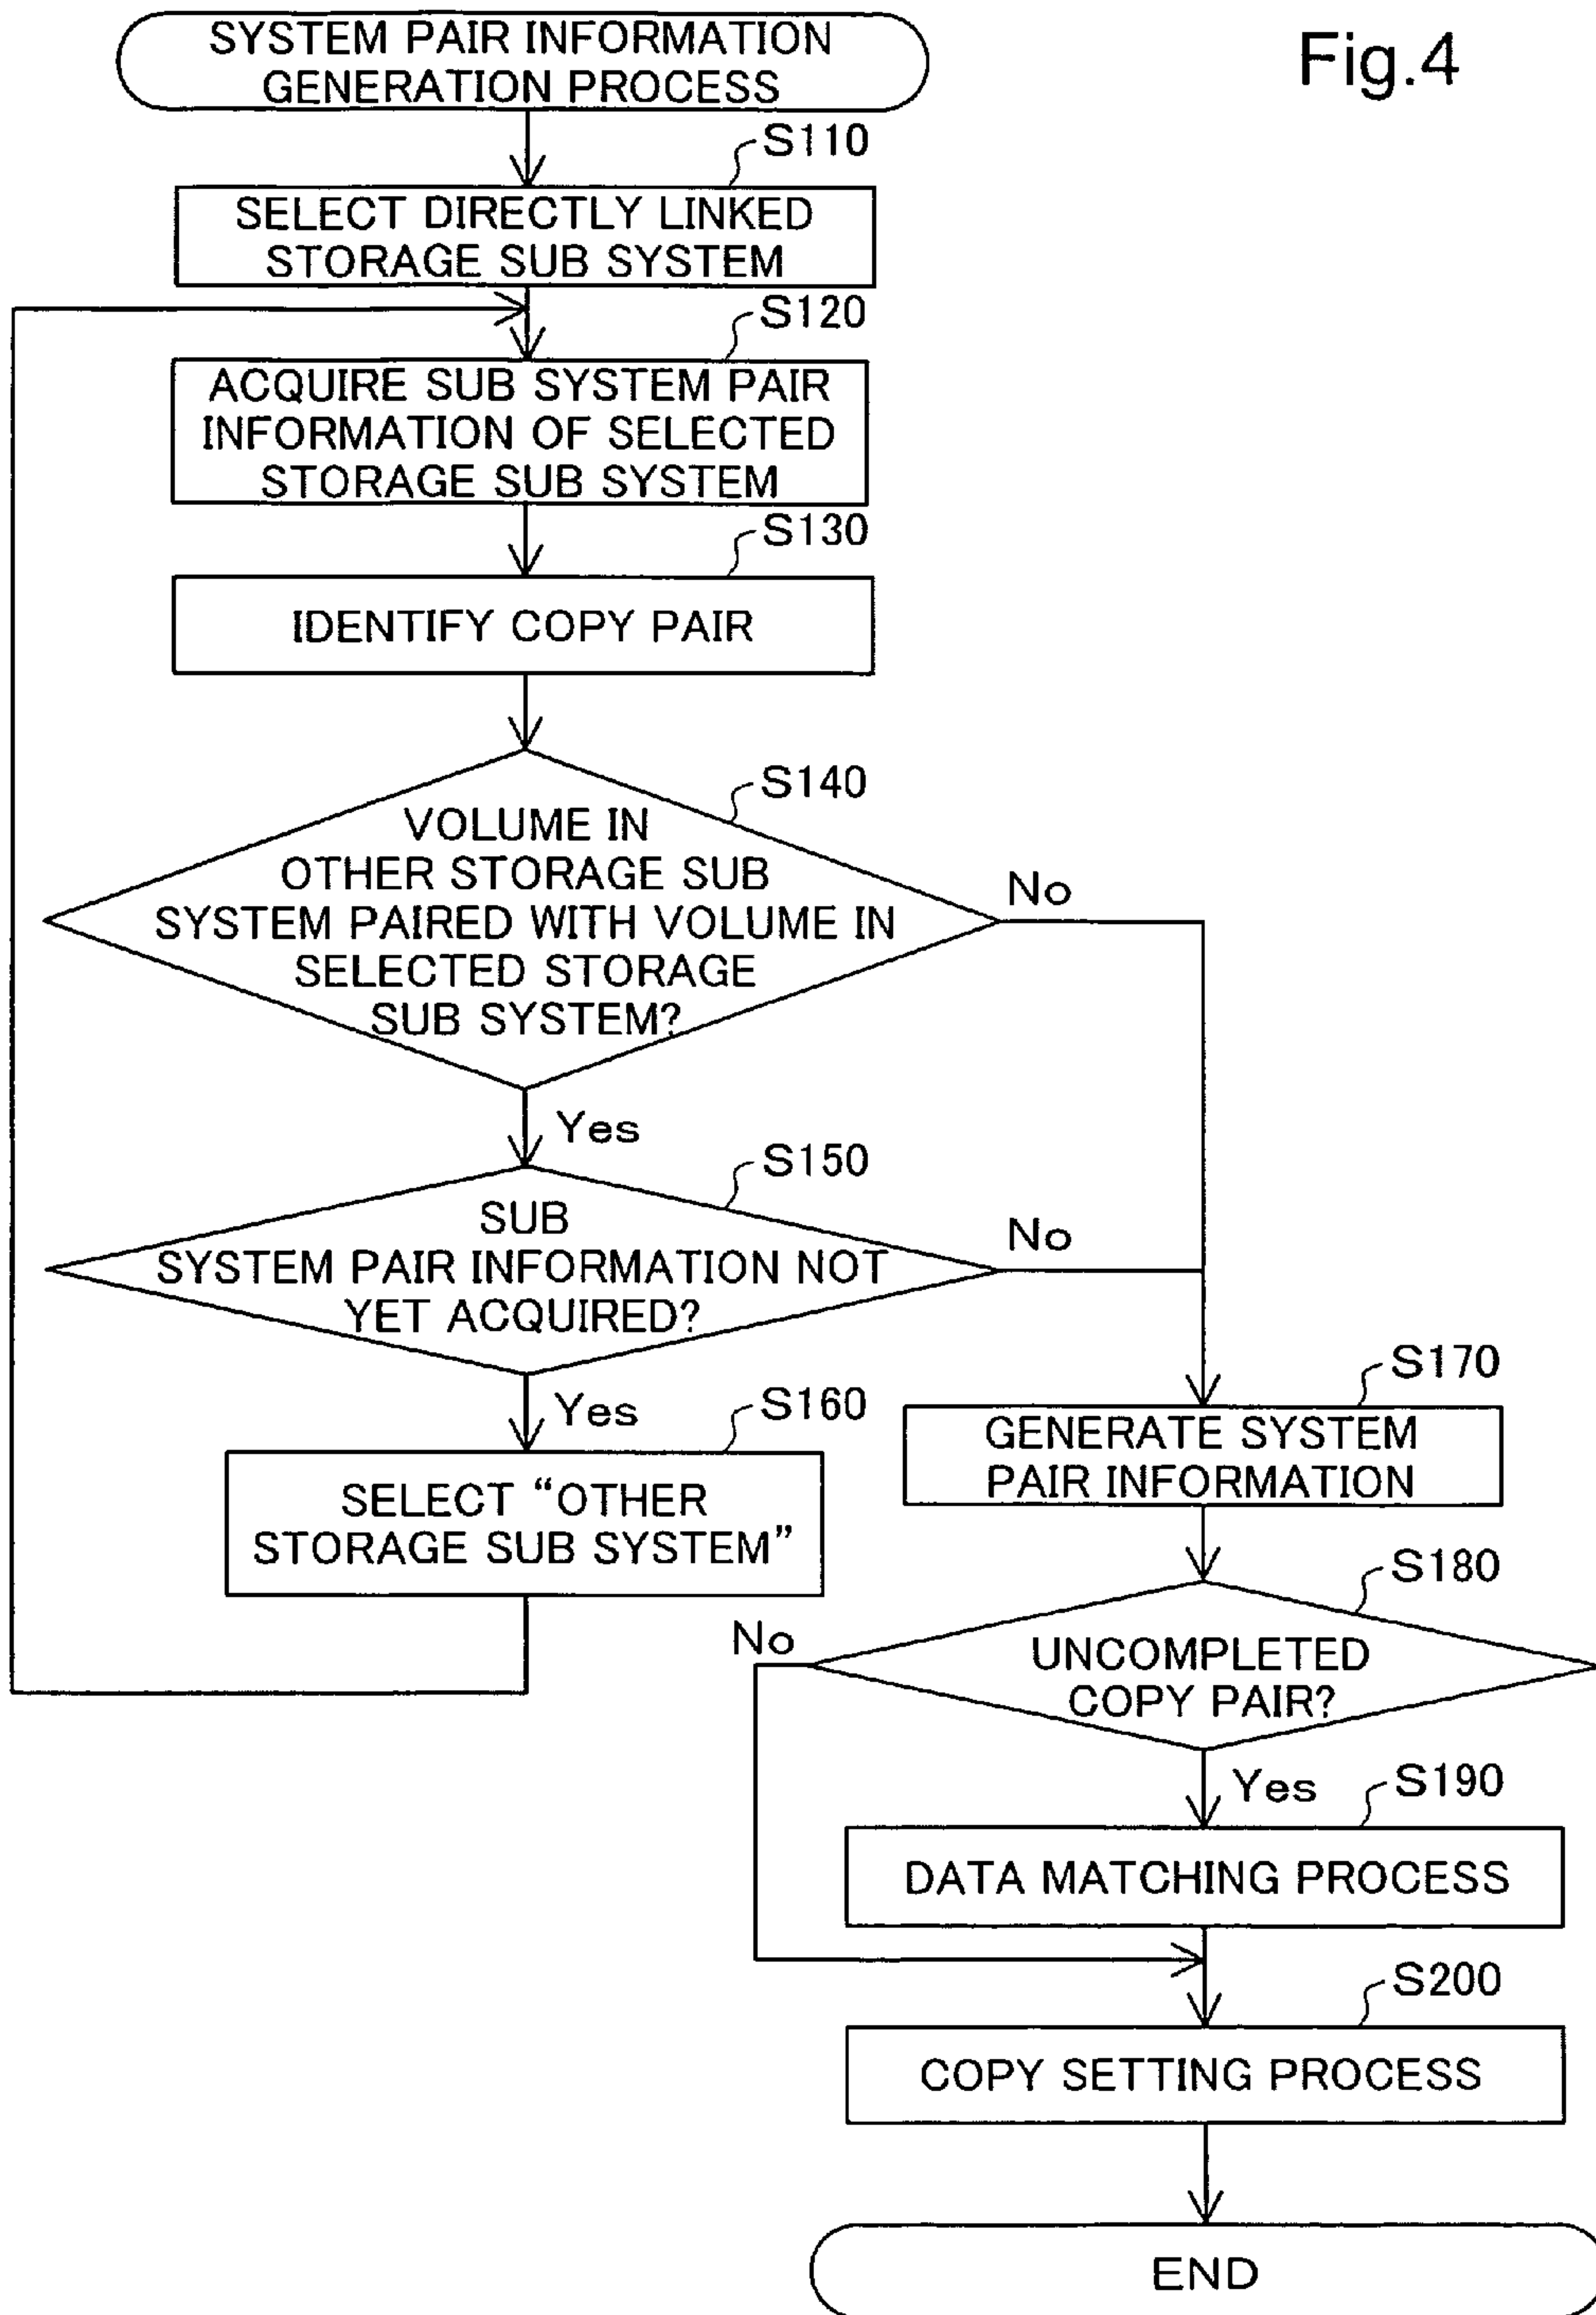 Fig.4
SYSTEM PAIR INFORMATION
GENERATION PROCESS
S110
SELECT DIRECTLY LINKED
STORAGE SUB SYSTEM
S120
ACQUIRE SUB SYSTEM PAIR
INFORMATION OF SELECTED
STORAGE SUB SYSTEM
S130
IDENTIFY COPY PAIR
S140
VOLUME IN
OTHER STORAGE SUB
SYSTEM PAIRED WITH VOLUME IN
SELECTED STORAGE
SUB SYSTEM?
No
Yes
S150
SUB
SYSTEM PAIR INFORMATION NOT
YET ACQUIRED?
No
Yes
S160
SELECT “OTHER
STORAGE SUB SYSTEM”
S170
GENERATE SYSTEM
PAIR INFORMATION
S180
UNCOMPLETED
COPY PAIR?
No
Yes
S190
DATA MATCHING PROCESS
S200
COPY SETTING PROCESS
END